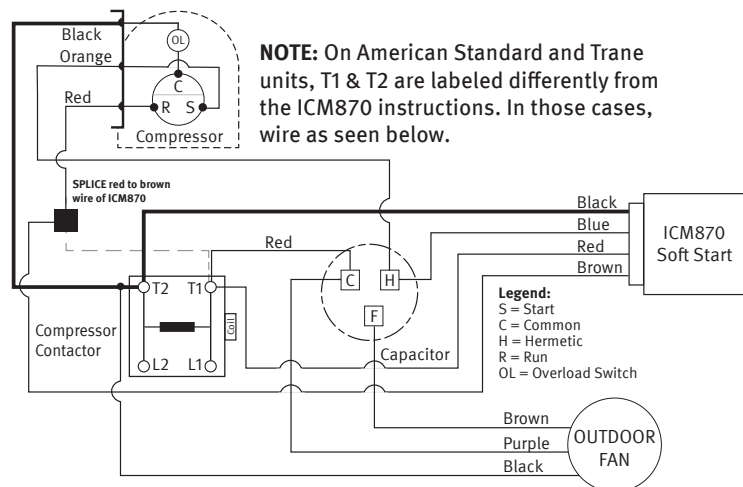 Black
Orange
Red
OL
C
R S
Compressor
NOTE: On American Standard and Trane
units, T1 & T2 are labeled differently from
the ICM870 instructions. In those cases,
wire as seen below.
SPLICE red to brown
wire of ICM870
Black
Blue
Red
Brown
ICM870
Soft Start
Red
C H
F
Capacitor
T2 T1
Coil
L2 L1
Compressor
Contactor
Legend:
S = Start
C = Common
H = Hermetic
R = Run
OL = Overload Switch
Brown
Purple
Black
OUTDOOR
FAN